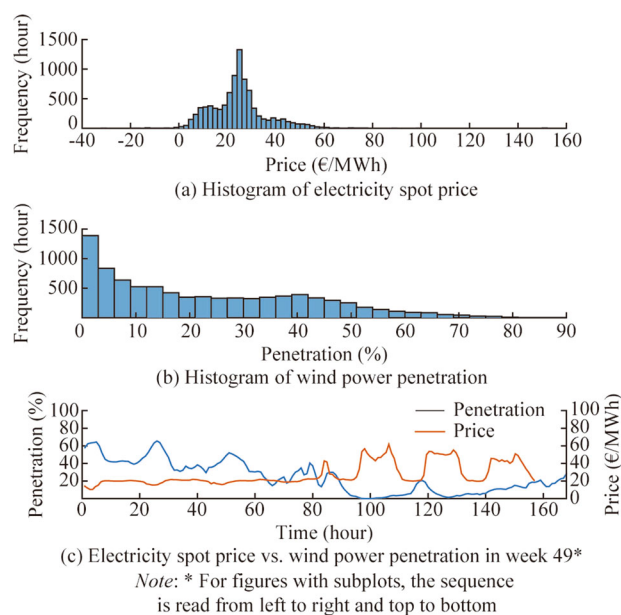 Frequency (hour)
1500
1000
500
0
-40 -20 0 20 40 60 80 100 120 140 160
Price (€/MWh)
(a) Histogram of electricity spot price
Frequency (hour)
1500
1000
500
0 10 20 30 40 50 60 70 80 90
Penetration (%)
(b) Histogram of wind power penetration
Penetration (%)
100
80
60
40
20
Penetration
Price
100
80
60
40
20
0
Price (€/MWh)
0 20 40 60 80 100 120 140 160
Time (hour)
(c) Electricity spot price vs. wind power penetration in week 49*
Note: * For figures with subplots, the sequence
is read from left to right and top to bottom